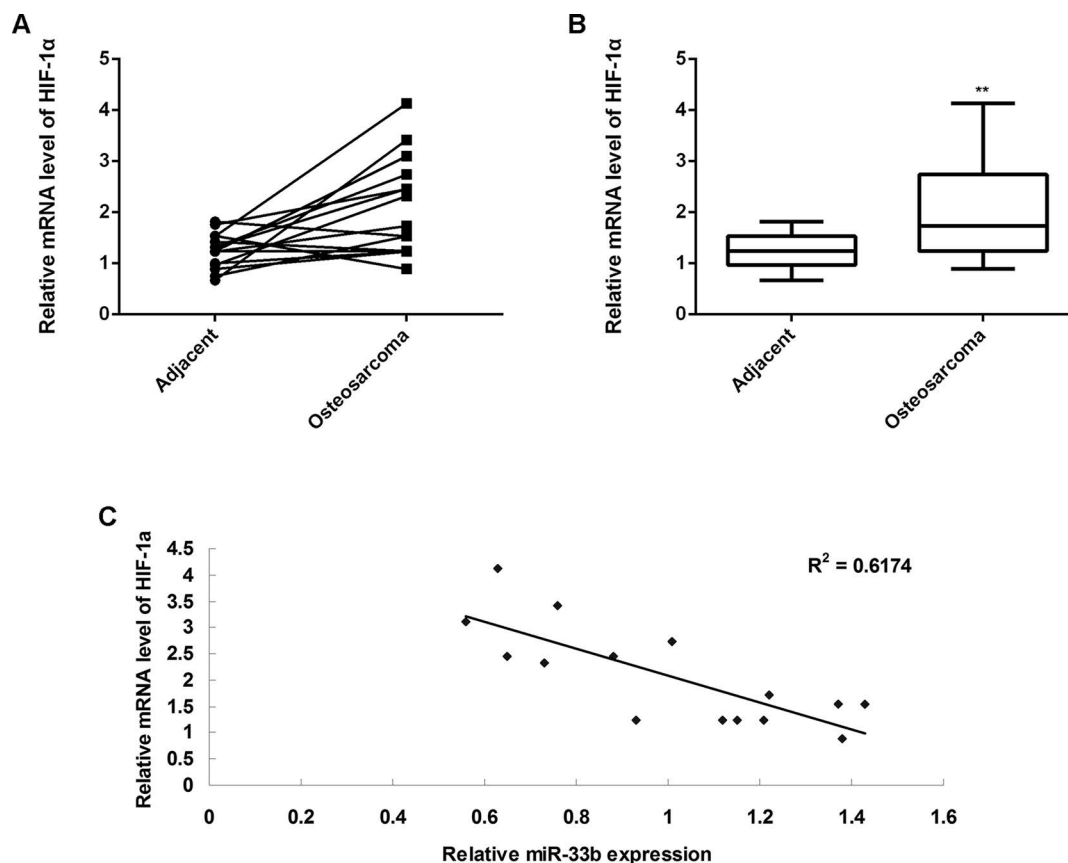 A
Relative mRNA level of HIF-1α
5
4
3
2
1
0
Adjacent
Osteosarcoma
B
Relative mRNA level of HIF-1α
5
4
3
2
1
0
**
Adjacent
Osteosarcoma
C
Relative mRNA level of HIF-1a
4.5
4
3.5
3
2.5
2
1.5
1
0.5
0
R² = 0.6174
0 0.2 0.4 0.6 0.8 1 1.2 1.4 1.6
Relative miR-33b expression